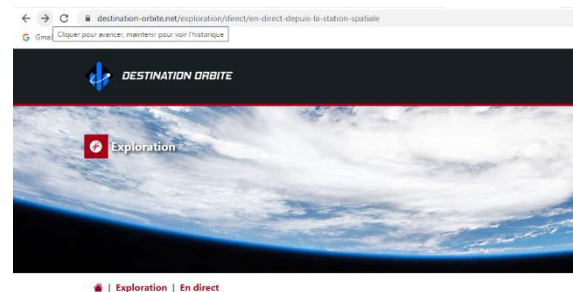 destination-orbite.net/exploration/direct/en-direct-depuis-la-station-spatiale
G Gmai
Cliquer pour avancer, maintenir pour voir l'historique
DESTINATION ORBITE
Exploration
| Exploration | En direct